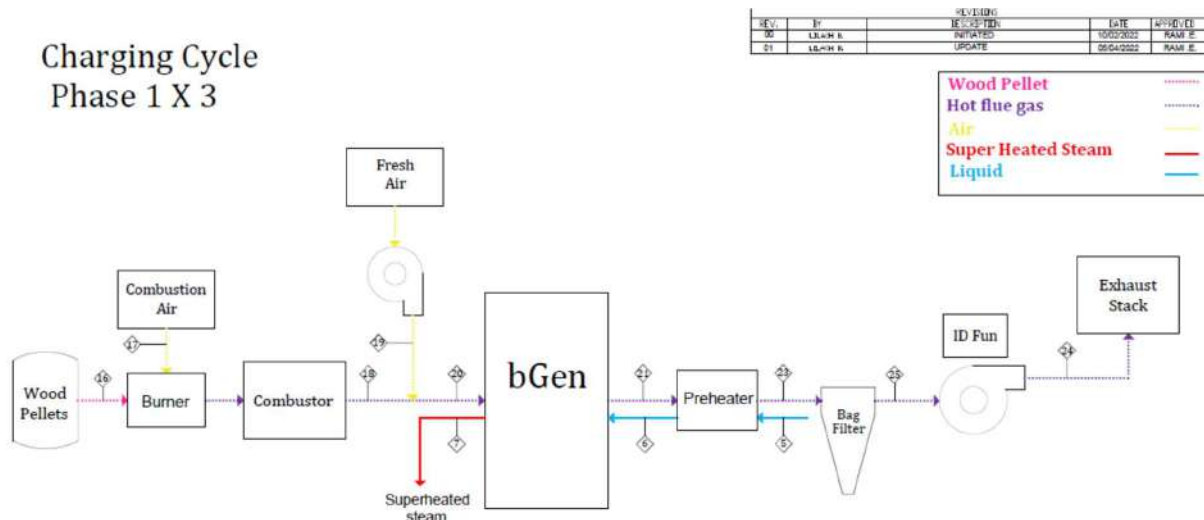 REVISIONS
REV. BY DESCRIPTION DATE APPROVED
00 LILACH B. INITIATED 10/02/2022 RAMI .E.
01 LILACH B. UPDATE 06/04/2022 RAMI .E.
Charging Cycle
Phase 1 X 3
Wood Pellet
Hot flue gas
Air
Super Heated Steam
Liquid
Fresh
Air
Combustion
Air
Exhaust
Stack
ID Fun
17
19
24
16
18
20
21
23
25
Wood
Pellets
Burner
Combustor
bGen
Preheater
Bag
Filter
7
6
5
Superheated
steam